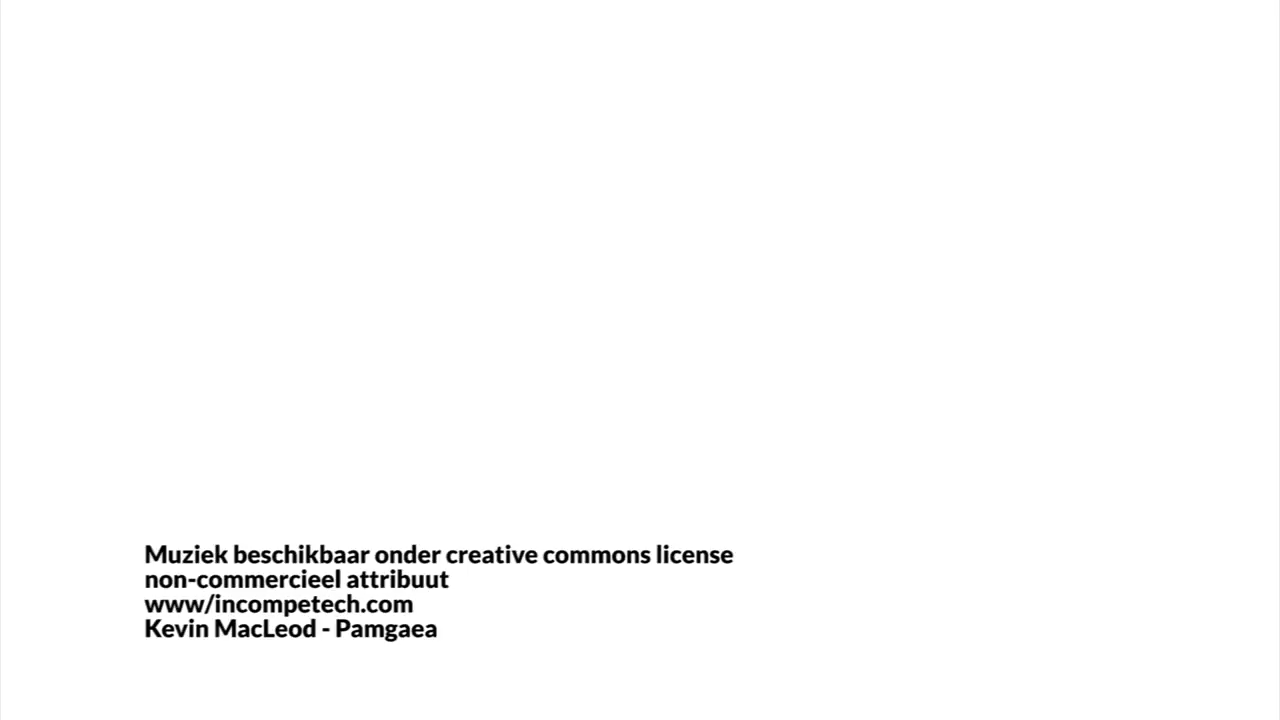 Muziek beschikbaar onder creative commons license
non-commercieel attribuut
www/incompetech.com
Kevin MacLeod - Pamgaea